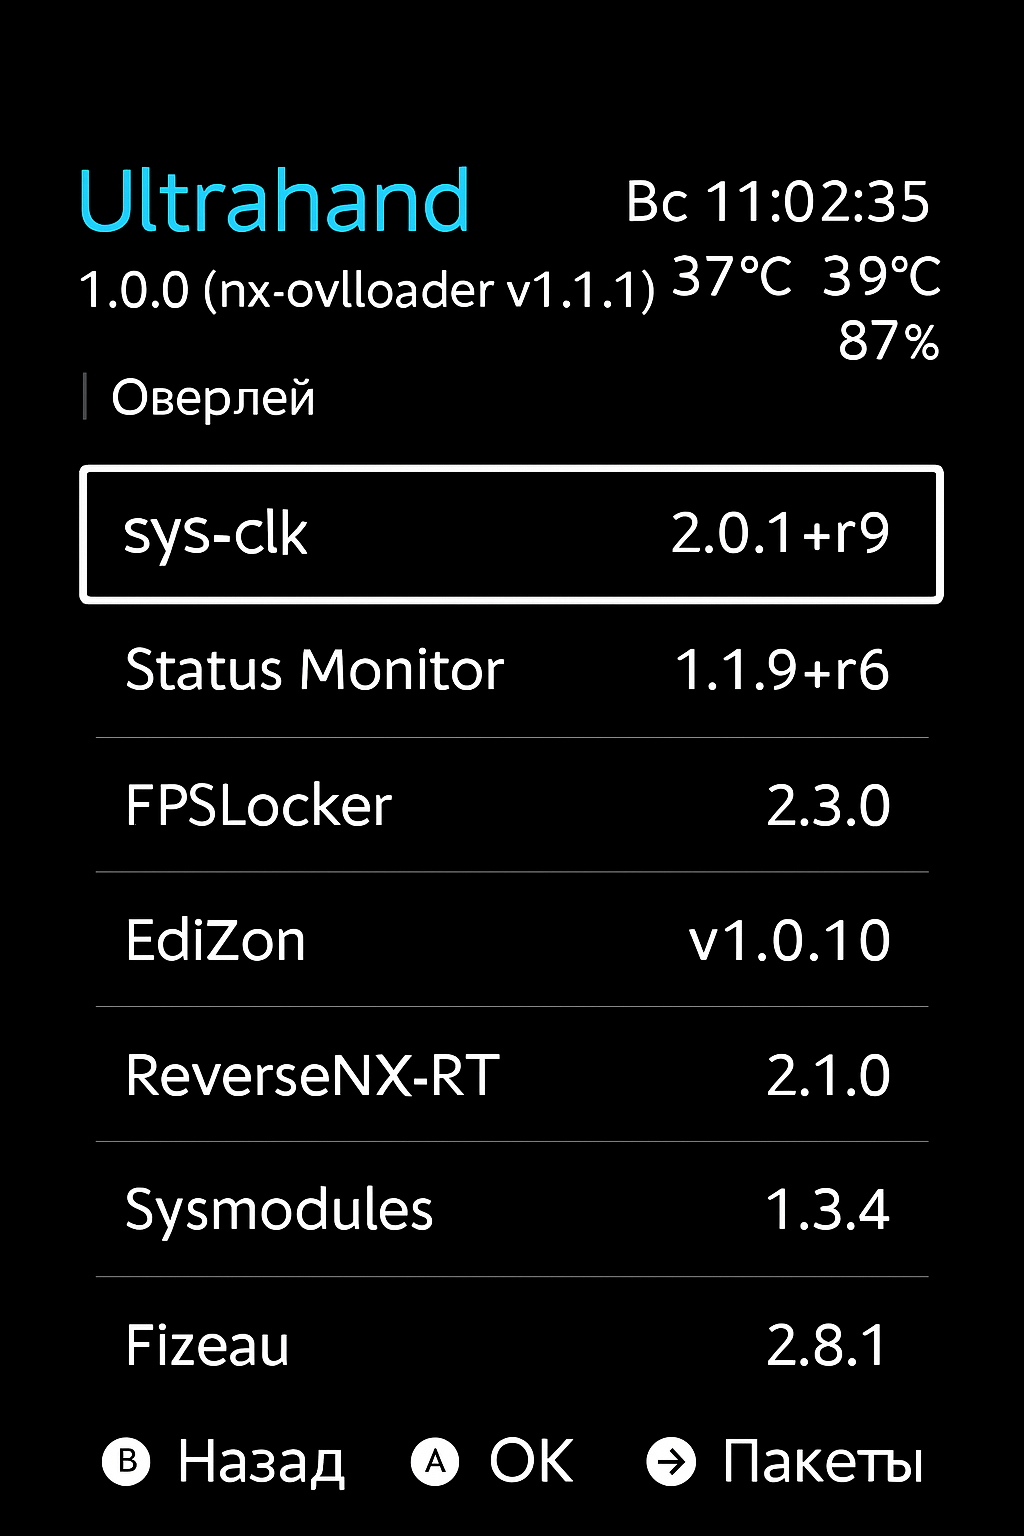 Ultrahand
Вс 11:02:35
1.0.0 (nx-ovlloader v1.1.1)
37°C 39°C
87%
Оверлей
sys-clk 2.0.1+r9
Status Monitor 1.1.9+r6
FPSLocker 2.3.0
EdiZon v1.0.10
ReverseNX-RT 2.1.0
Sysmodules 1.3.4
Fizeau 2.8.1
B Назад A OK → Пакеты